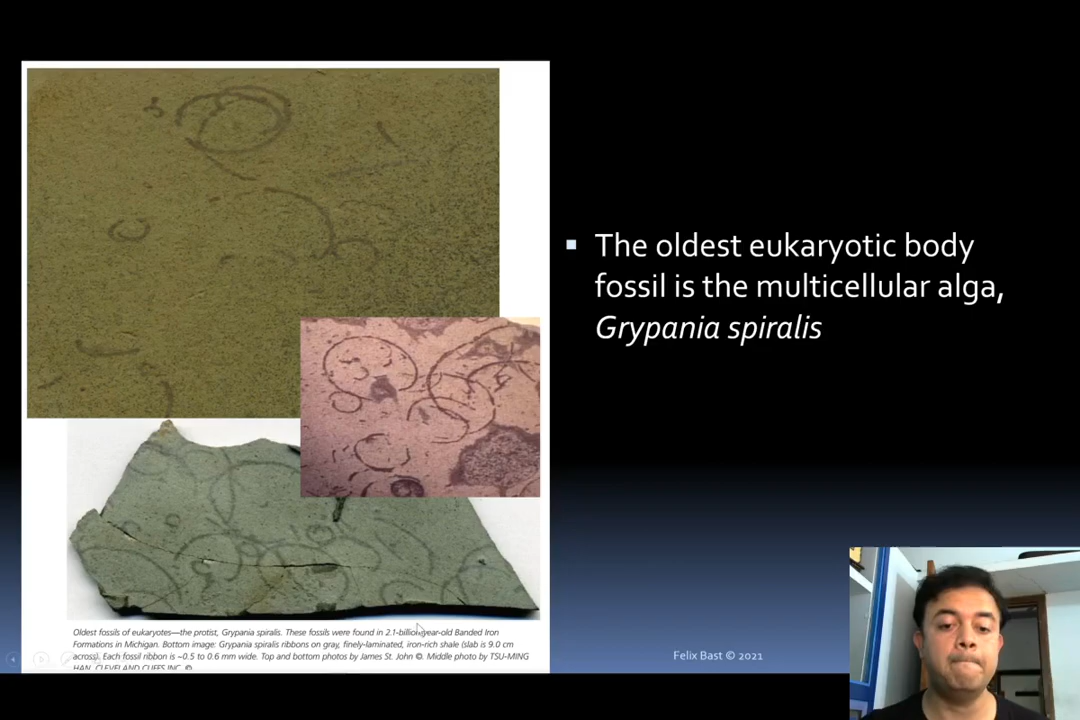 The oldest eukaryotic body
fossil is the multicellular alga,
Grypania spiralis
Oldest fossils of eukaryotes—the protist, Grypania spiralis. These fossils were found in 2.1-billion-year-old Banded Iron
Formations in Michigan. Bottom image: Grypania spiralis ribbons on gray, finely-laminated, iron-rich shale (slab is 9.0 cm
across). Each fossil ribbon is ~0.5 to 0.6 mm wide. Top and bottom photos by James St. John ©. Middle photo by TSU-MING
HAN, CLEVELAND CLIFFS INC. ©
Felix Bast © 2021